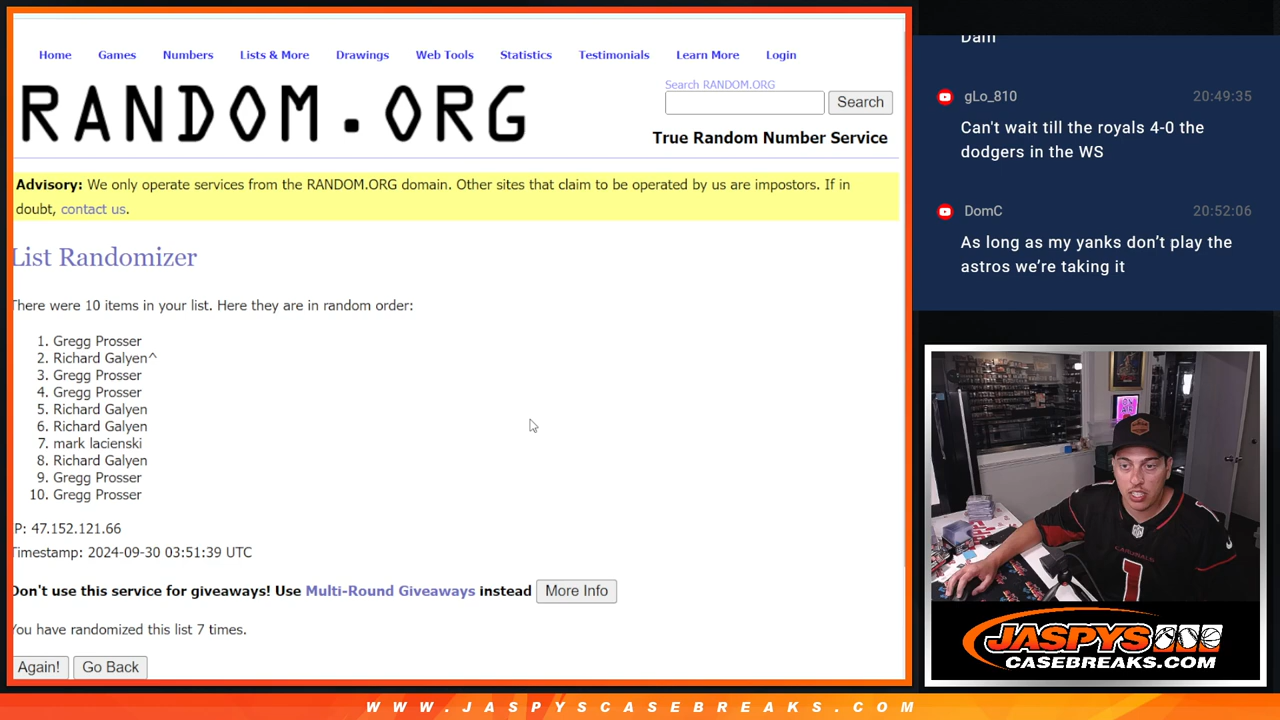 Home Games Numbers Lists & More Drawings Web Tools Statistics Testimonials Learn More Login
RANDOM.ORG
Search RANDOM.ORG
Search
True Random Number Service
Advisory: We only operate services from the RANDOM.ORG domain. Other sites that claim to be operated by us are impostors. If in
doubt, contact us.
List Randomizer
There were 10 items in your list. Here they are in random order:
1. Gregg Prosser
2. Richard Galyen^
3. Gregg Prosser
4. Gregg Prosser
5. Richard Galyen
6. Richard Galyen
7. mark lacienski
8. Richard Galyen
9. Gregg Prosser
10. Gregg Prosser
IP: 47.152.121.66
Timestamp: 2024-09-30 03:51:39 UTC
Don't use this service for giveaways! Use Multi-Round Giveaways instead More Info
You have randomized this list 7 times.
Again! Go Back
Dam
gLo_810 20:49:35
Can't wait till the royals 4-0 the
dodgers in the WS
DomC 20:52:06
As long as my yanks don’t play the
astros we’re taking it
CARDINALS
1
JASPYS
CASEBREAKS.COM
WWW.JASPYSCASEBREAKS.COM